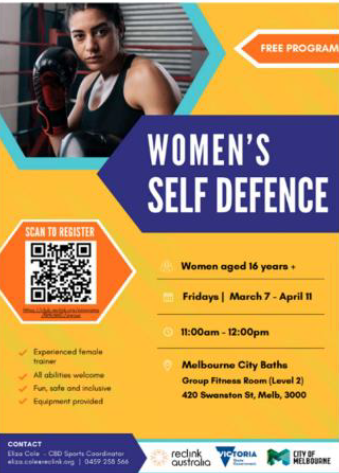 FREE PROGRAM
WOMEN'S
SELF DEFENCE
SCAN TO REGISTER
Women aged 16 years +
Fridays | March 7 - April 11
11:00am - 12:00pm
Melbourne City Baths
Group Fitness Room (Level 2)
420 Swanston St, Melb, 3000
Experienced female
trainer
All abilities welcome
Fun, safe and inclusive
Equipment provided
CONTACT
Eliza Cole - CBD Sports Coordinator
eliza.cole@reclink.org | 0459 258 566
reclink
australia
VICTORIA
State
Government
CITY OF
MELBOURNE